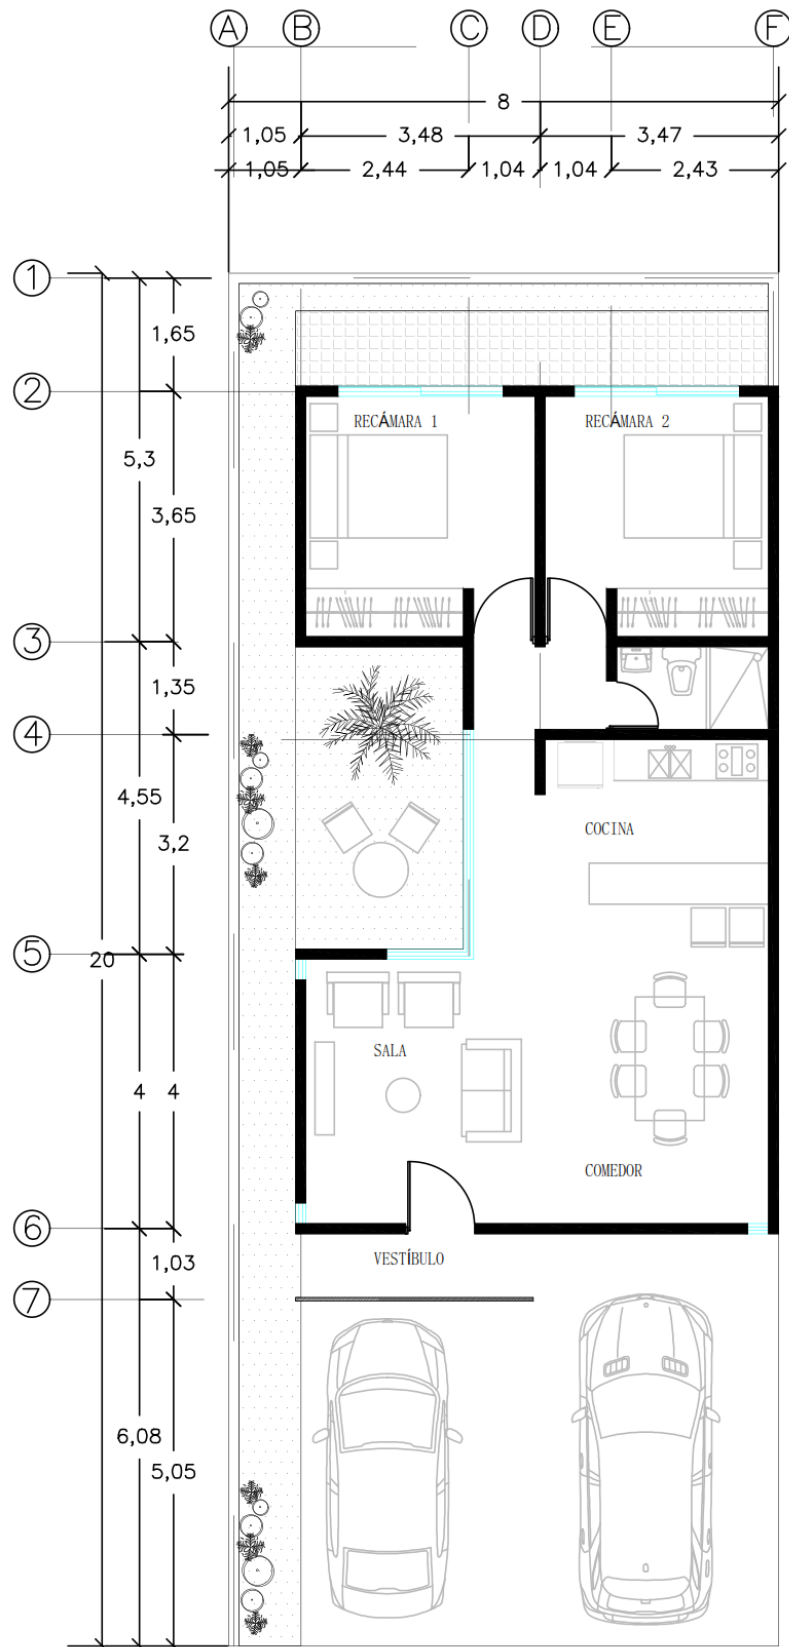 A B C D E F
8
1,05 3,48 3,47
1,05 2,44 1,04 1,04 2,43
1
1,65
2
RECÁMARA 1 RECÁMARA 2
5,3
3,65
3
1,35
4
4,55
COCINA
3,2
5
20
SALA
4 4
COMEDOR
6
VESTÍBULO
1,03
7
6,08
5,05